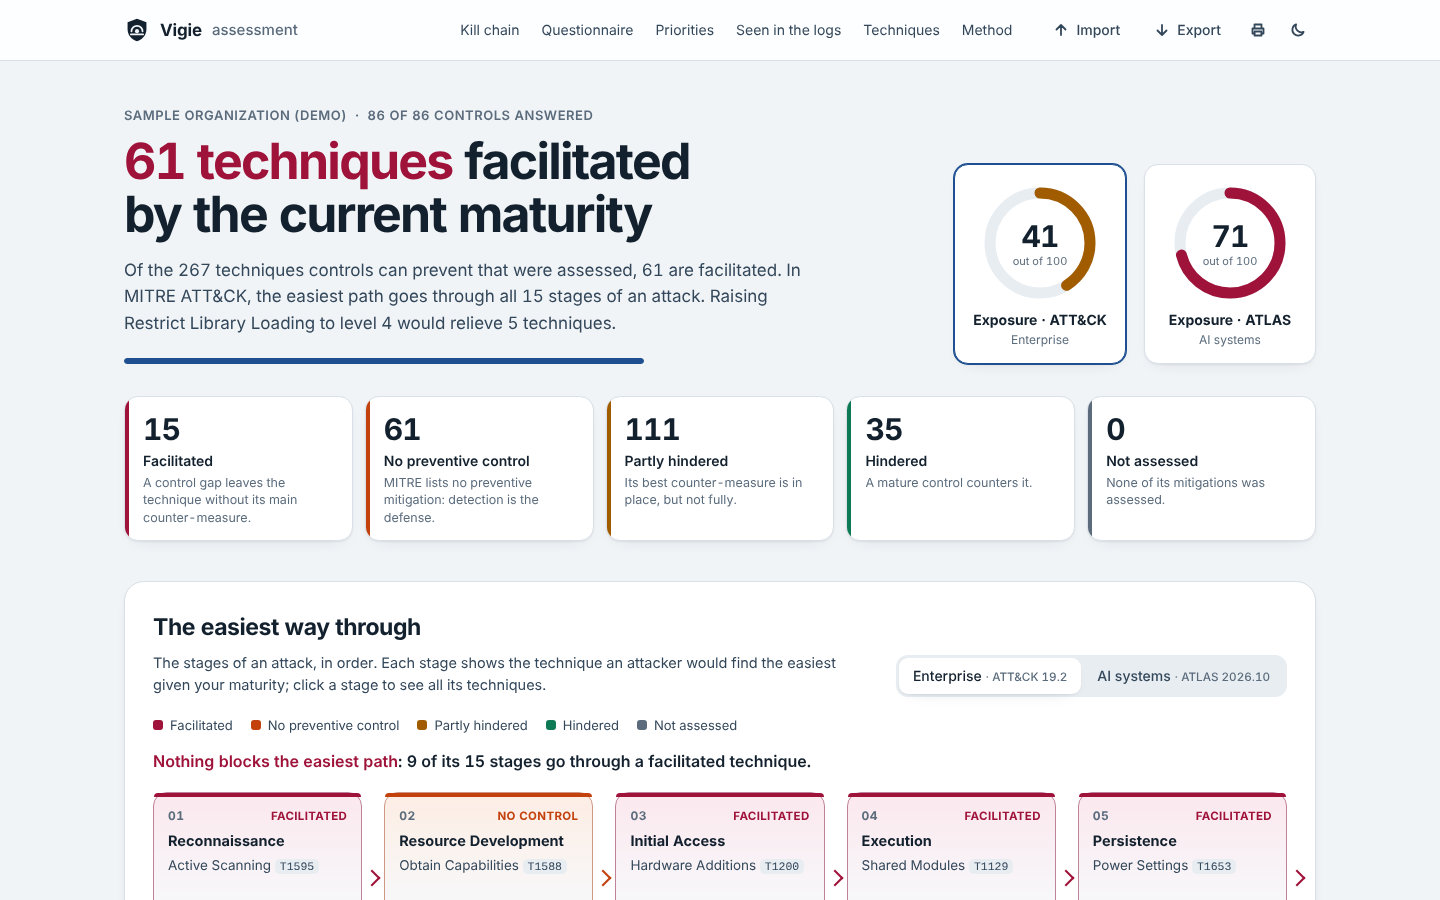 Vigie assessment
Kill chain
Questionnaire
Priorities
Seen in the logs
Techniques
Method
Import
Export
SAMPLE ORGANIZATION (DEMO) · 86 OF 86 CONTROLS ANSWERED
61 techniques facilitated
by the current maturity
Of the 267 techniques controls can prevent that were assessed, 61 are facilitated. In
MITRE ATT&CK, the easiest path goes through all 15 stages of an attack. Raising
Restrict Library Loading to level 4 would relieve 5 techniques.
41
out of 100
Exposure · ATT&CK
Enterprise
71
out of 100
Exposure · ATLAS
AI systems
15
Facilitated
A control gap leaves the
technique without its main
counter-measure.
61
No preventive control
MITRE lists no preventive
mitigation: detection is the
defense.
111
Partly hindered
Its best counter-measure is in
place, but not fully.
35
Hindered
A mature control counters it.
0
Not assessed
None of its mitigations was
assessed.
The easiest way through
The stages of an attack, in order. Each stage shows the technique an attacker would find the easiest
given your maturity; click a stage to see all its techniques.
Enterprise · ATT&CK 19.2
AI systems · ATLAS 2026.10
Facilitated
No preventive control
Partly hindered
Hindered
Not assessed
Nothing blocks the easiest path: 9 of its 15 stages go through a facilitated technique.
01 FACILITATED
Reconnaissance
Active Scanning T1595
02 NO CONTROL
Resource Development
Obtain Capabilities T1588
03 FACILITATED
Initial Access
Hardware Additions T1200
04 FACILITATED
Execution
Shared Modules T1129
05 FACILITATED
Persistence
Power Settings T1653